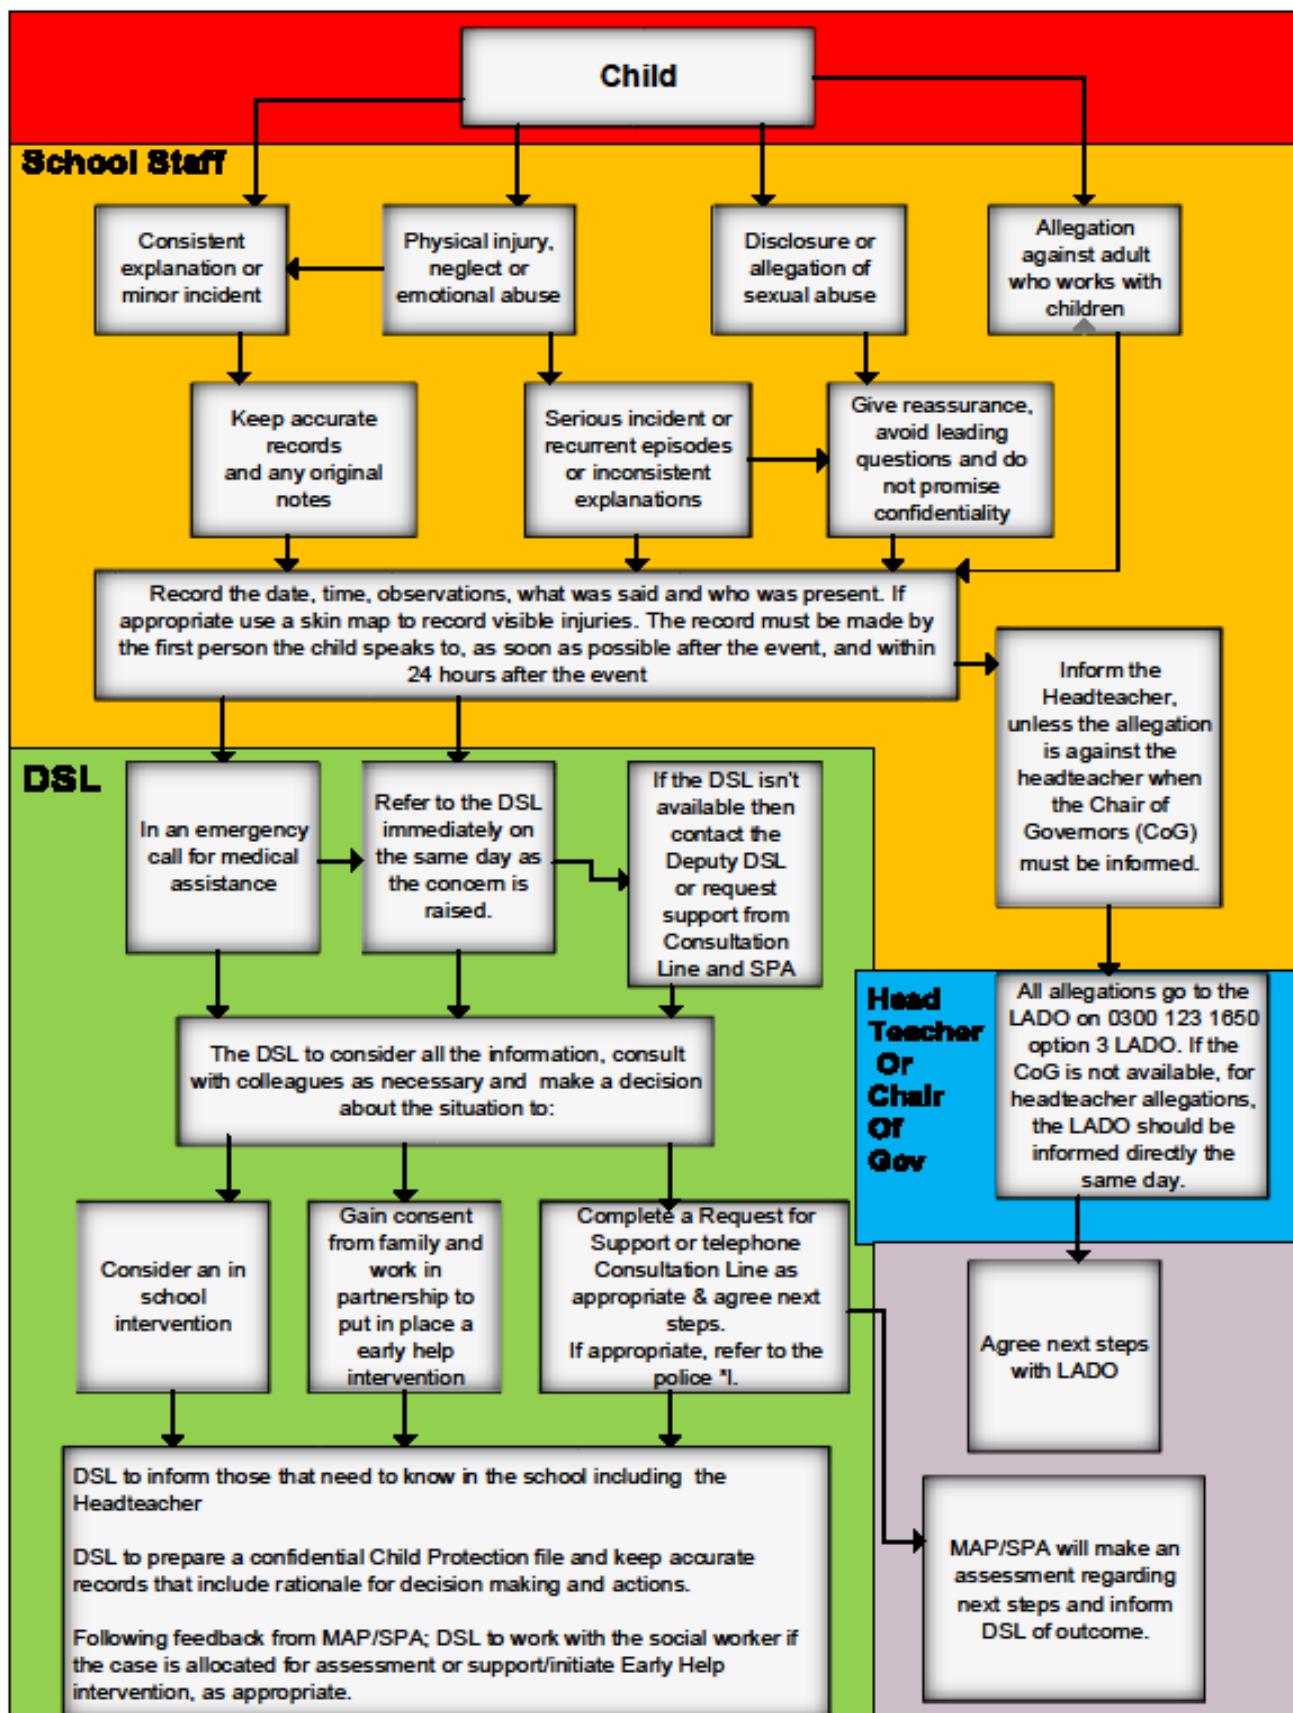 Child
School Staff
Consistent
explanation or
minor incident
Physical injury,
neglect or
emotional abuse
Disclosure or
allegation of
sexual abuse
Allegation
against adult
who works with
children
Keep accurate
records
and any original
notes
Serious incident or
recurrent episodes
or inconsistent
explanations
Give reassurance,
avoid leading
questions and do
not promise
confidentiality
Record the date, time, observations, what was said and who was present. If
appropriate use a skin map to record visible injuries. The record must be made by
the first person the child speaks to, as soon as possible after the event, and within
24 hours after the event
Inform the
Headteacher,
unless the allegation
is against the
headteacher when
the Chair of
Governors (CoG)
must be informed.
DSL
In an emergency
call for medical
assistance
Refer to the DSL
immediately on
the same day as
the concern is
raised.
If the DSL isn't
available then
contact the
Deputy DSL
or request
support from
Consultation
Line and SPA
Head
Teacher
Or
Chair
Of
Gov
All allegations go to the
LADO on 0300 123 1650
option 3 LADO. If the
CoG is not available, for
headteacher allegations,
the LADO should be
informed directly the
same day.
The DSL to consider all the information, consult
with colleagues as necessary and make a decision
about the situation to:
Consider an in
school
intervention
Gain consent
from family and
work in
partnership to
put in place a
early help
intervention
Complete a Request for
Support or telephone
Consultation Line as
appropriate & agree next
steps.
If appropriate, refer to the
police *I.
Agree next steps
with LADO
DSL to inform those that need to know in the school including the
Headteacher
DSL to prepare a confidential Child Protection file and keep accurate
records that include rationale for decision making and actions.
Following feedback from MAP/SPA; DSL to work with the social worker if
the case is allocated for assessment or support/initiate Early Help
intervention, as appropriate.
MAP/SPA will make an
assessment regarding
next steps and inform
DSL of outcome.